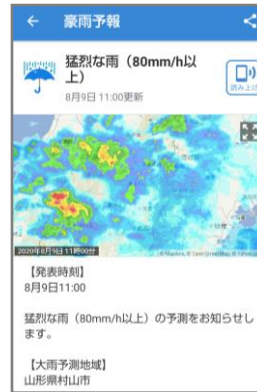 豪雨予報
猛烈な雨（80mm/h以
上）
8月9日 11:00更新
読み上げ
2020年8月9日 11時00分
【発表時刻】
8月9日11:00
猛烈な雨（80mm/h以上）の予測をお知らせし
ます。
【大雨予測地域】
山形県村山市